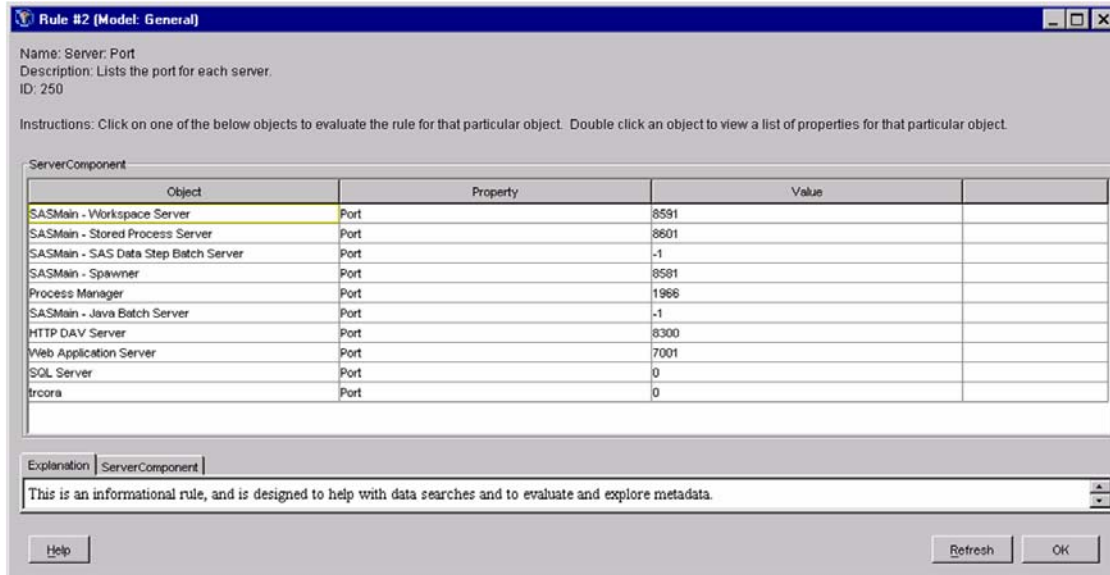 Rule #2 (Model: General)
Name: Server: Port
Description: Lists the port for each server.
ID: 250
Instructions: Click on one of the below objects to evaluate the rule for that particular object. Double click an object to view a list of properties for that particular object.
ServerComponent
Object Property Value
SASMain - Workspace Server Port 8591
SASMain - Stored Process Server Port 8601
SASMain - SAS Data Step Batch Server Port -1
SASMain - Spawner Port 8581
Process Manager Port 1966
SASMain - Java Batch Server Port -1
HTTP DAV Server Port 8300
Web Application Server Port 7001
SQL Server Port 0
trcora Port 0
Explanation ServerComponent
This is an informational rule, and is designed to help with data searches and to evaluate and explore metadata.
Help Refresh OK